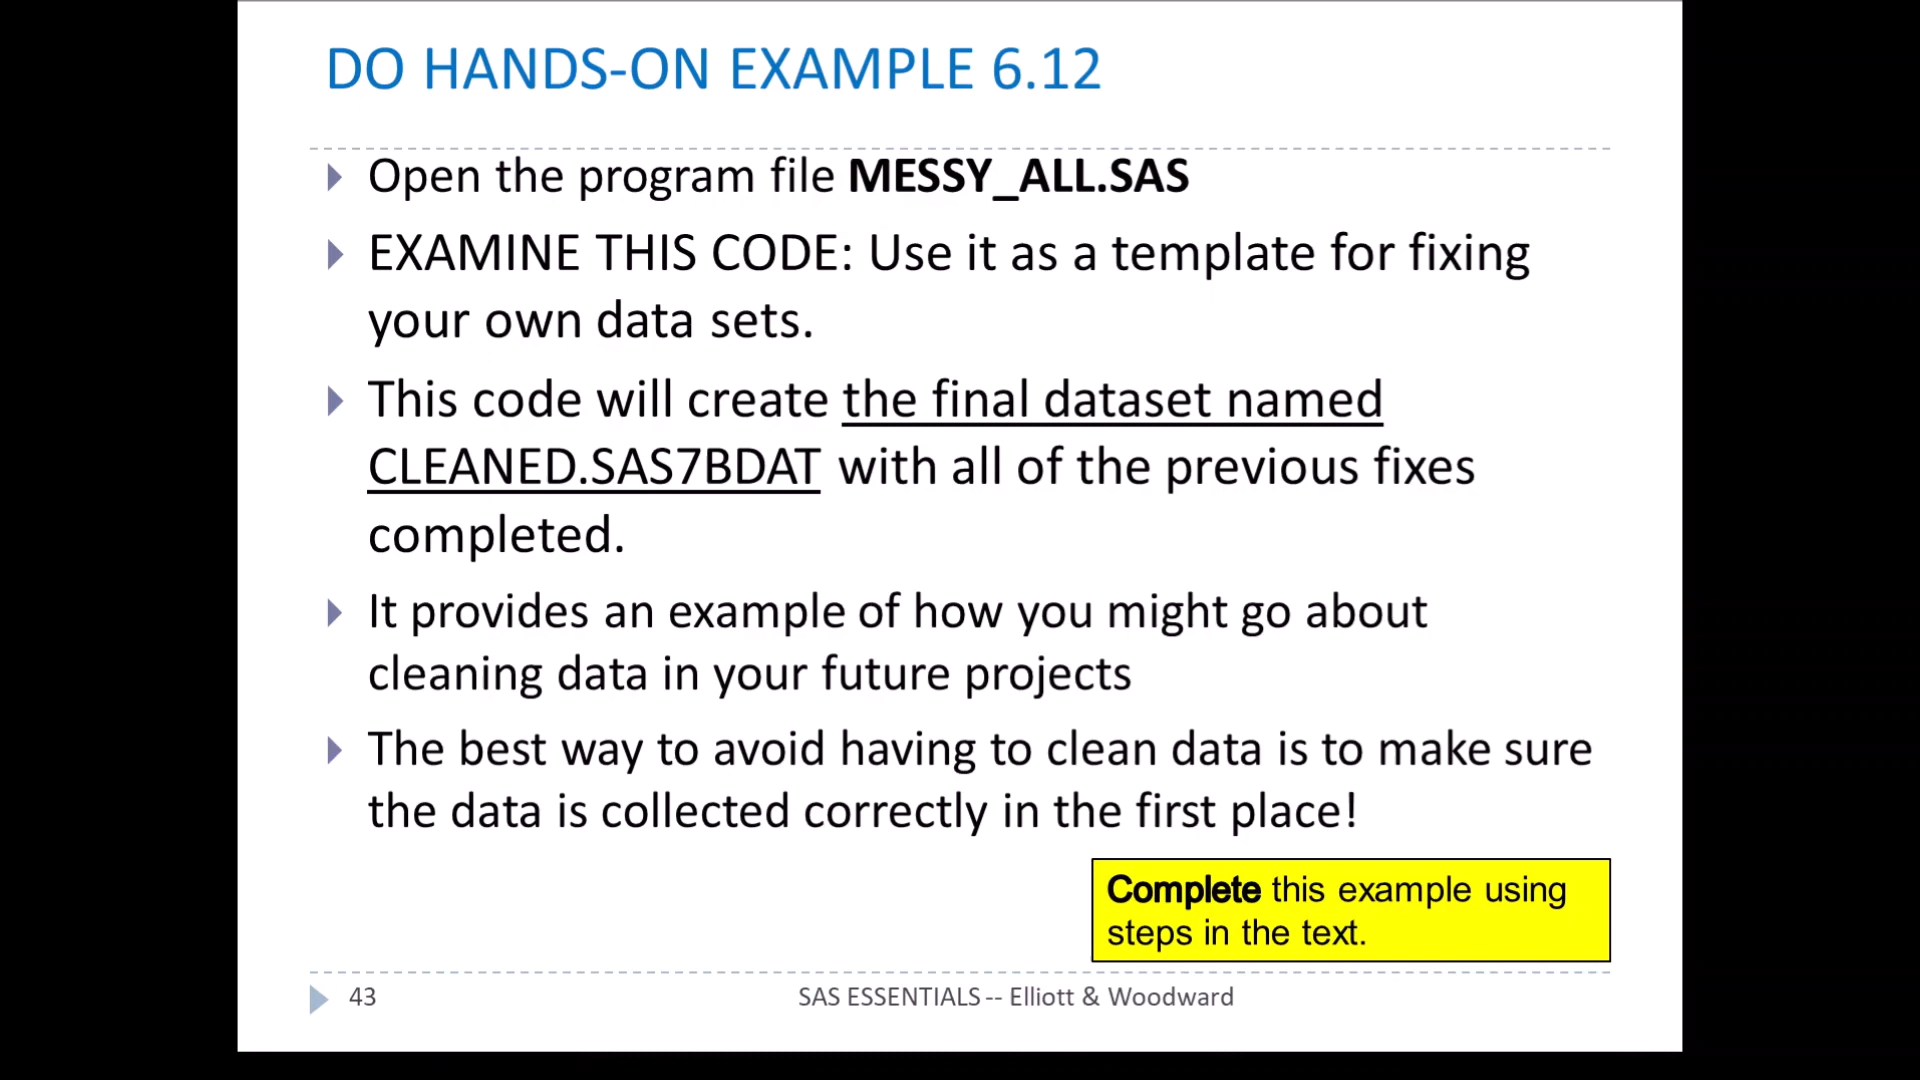 DO HANDS-ON EXAMPLE 6.12
Open the program file MESSY_ALL.SAS
EXAMINE THIS CODE: Use it as a template for fixing
your own data sets.
This code will create the final dataset named
CLEANED.SAS7BDAT with all of the previous fixes
completed.
It provides an example of how you might go about
cleaning data in your future projects
The best way to avoid having to clean data is to make sure
the data is collected correctly in the first place!
Complete this example using
steps in the text.
43
SAS ESSENTIALS -- Elliott & Woodward